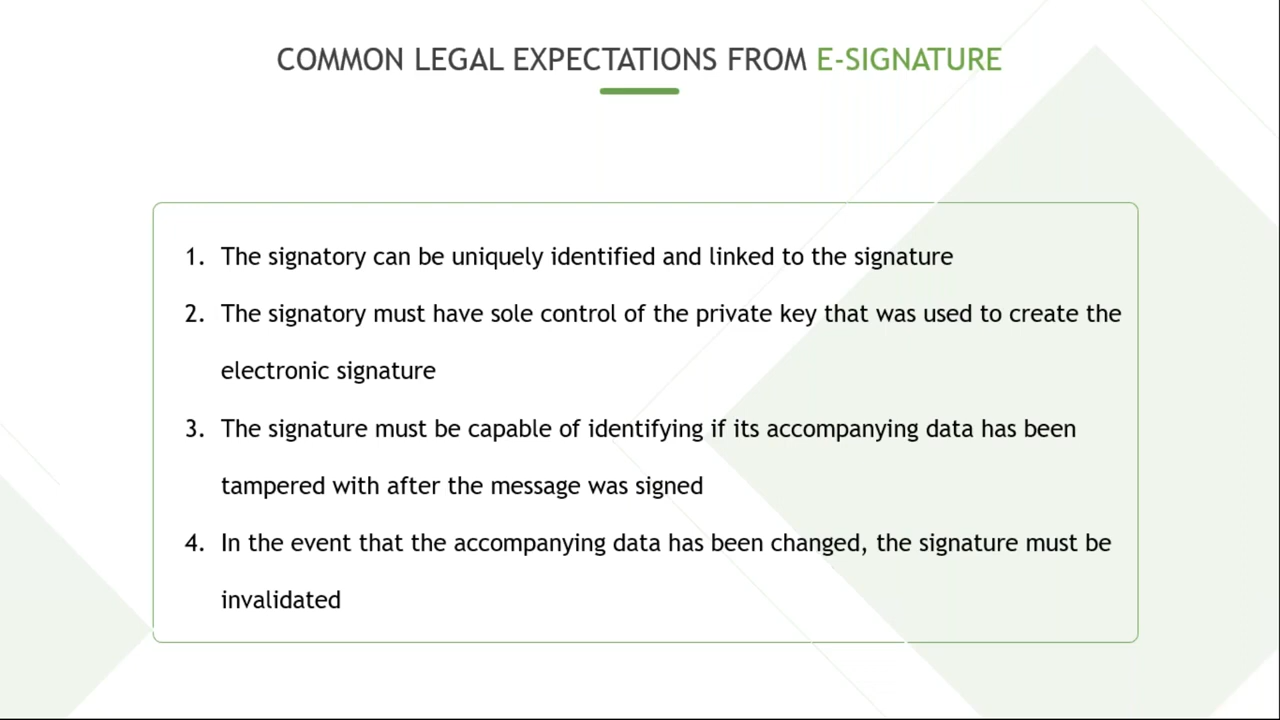 COMMON LEGAL EXPECTATIONS FROM E-SIGNATURE
1. The signatory can be uniquely identified and linked to the signature
2. The signatory must have sole control of the private key that was used to create the
electronic signature
3. The signature must be capable of identifying if its accompanying data has been
tampered with after the message was signed
4. In the event that the accompanying data has been changed, the signature must be
invalidated